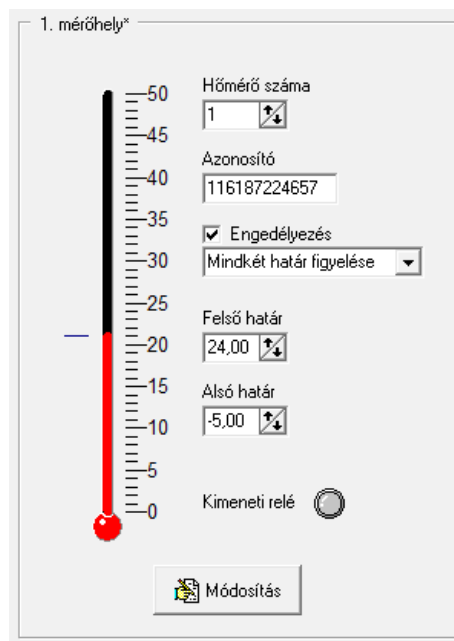 1. mérőhely*
50
45
40
35
30
25
20
15
10
5
0
Hőmérő száma
1
Azonosító
116187224657
Engedélyezés
Mindkét határ figyelése
Felső határ
24,00
Alsó határ
-5,00
Kimeneti relé
Módosítás